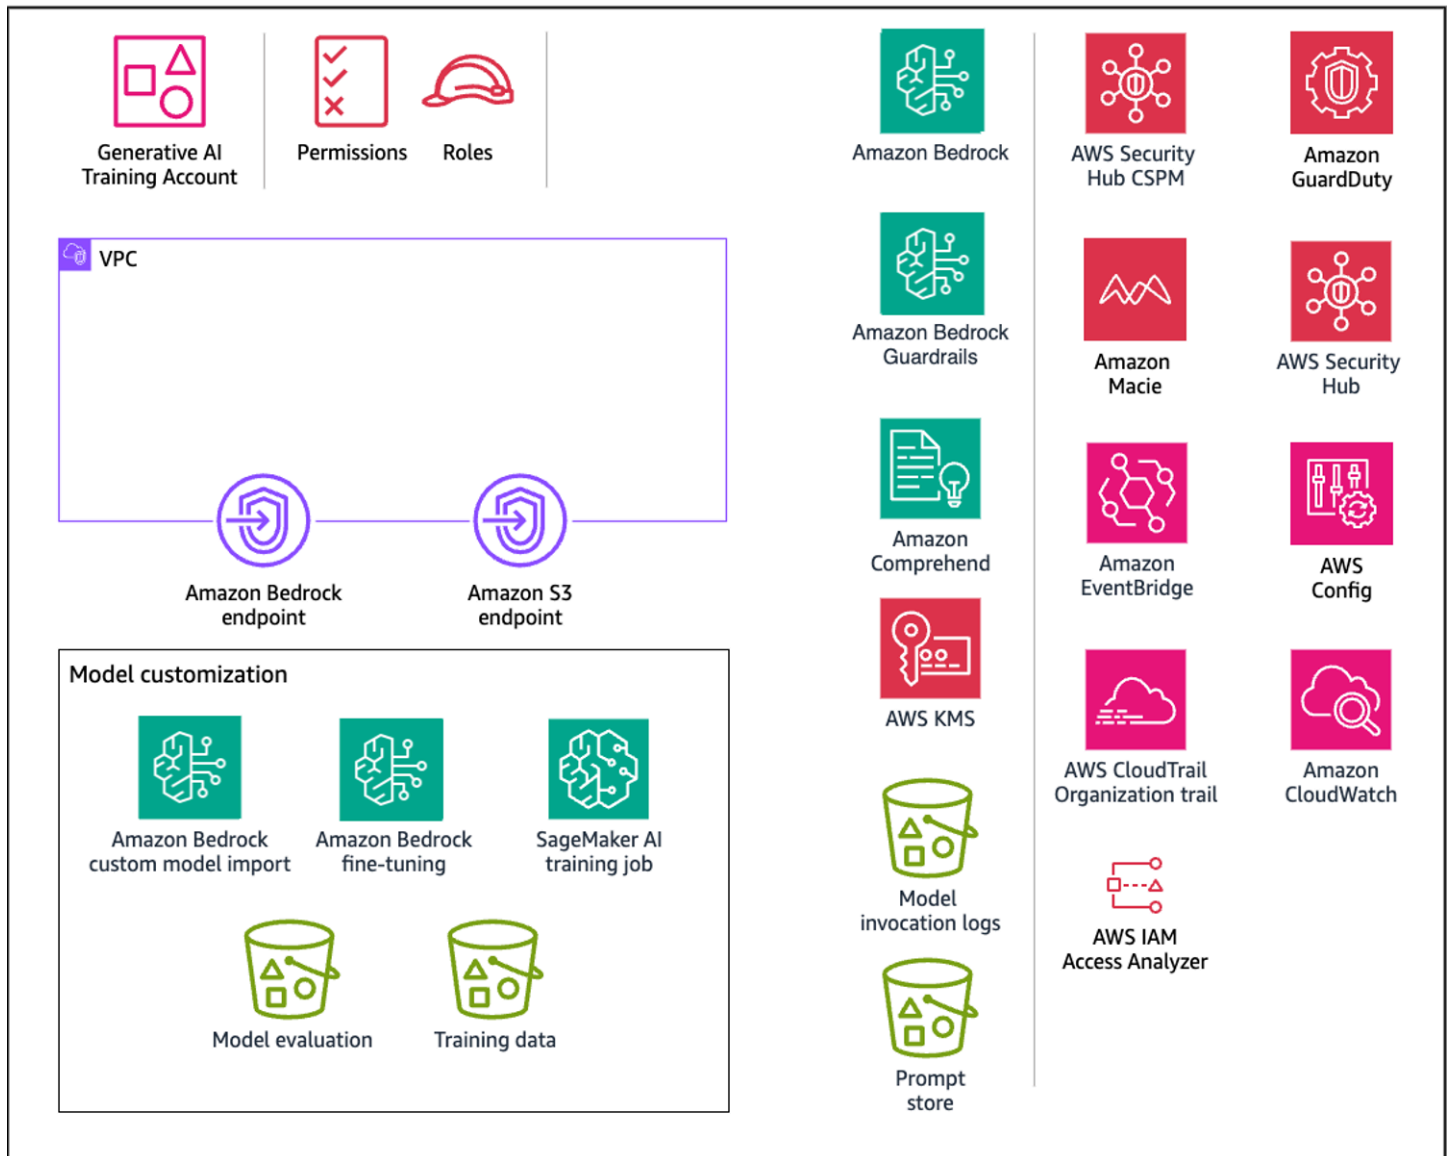 Generative AI
Training Account
Permissions
Roles
VPC
Amazon Bedrock
endpoint
Amazon S3
endpoint
Model customization
Amazon Bedrock
custom model import
Amazon Bedrock
fine-tuning
SageMaker AI
training job
Model evaluation
Training data
Amazon Bedrock
Amazon Bedrock
Guardrails
Amazon
Comprehend
AWS KMS
Model
invocation logs
Prompt
store
AWS Security
Hub CSPM
Amazon
GuardDuty
Amazon
Macie
AWS Security
Hub
Amazon
EventBridge
AWS
Config
AWS CloudTrail
Organization trail
Amazon
CloudWatch
AWS IAM
Access Analyzer